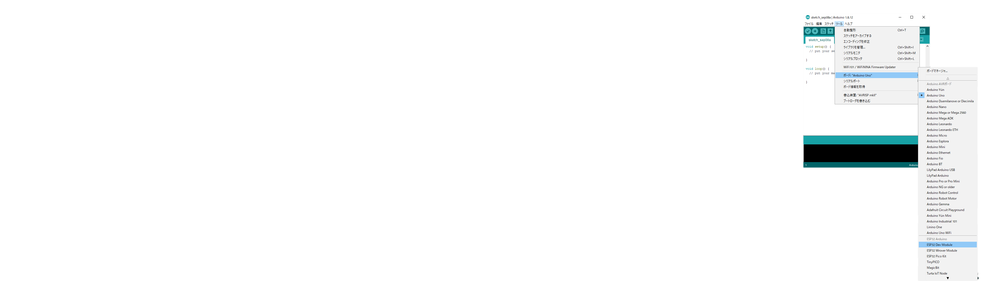 sketch_sep08a | Arduino 1.8.12
ファイル 編集 スケッチ ツール ヘルプ
sketch_sep08a
void setup() {
// put your se
}
void loop() {
// put your ma
}
自動整形 Ctrl+T
スケッチをアーカイブする
エンコーディングを修正
ライブラリを管理... Ctrl+Shift+I
シリアルモニタ Ctrl+Shift+M
シリアルプロッタ Ctrl+Shift+L
WiFi101 / WiFiNINA Firmware Updater
ボード: "Arduino Uno"
シリアルポート
ボード情報を取得
書込装置: "AVRISP mkII"
ブートローダを書き込む
1 Arduino
ボードマネージャ...
Arduino AVRボード
Arduino Yún
Arduino Uno
Arduino Duemilanove or Diecimila
Arduino Nano
Arduino Mega or Mega 2560
Arduino Mega ADK
Arduino Leonardo
Arduino Leonardo ETH
Arduino Micro
Arduino Esplora
Arduino Mini
Arduino Ethernet
Arduino Fio
Arduino BT
LilyPad Arduino USB
LilyPad Arduino
Arduino Pro or Pro Mini
Arduino NG or older
Arduino Robot Control
Arduino Robot Motor
Arduino Gemma
Adafruit Circuit Playground
Arduino Yún Mini
Arduino Industrial 101
Linino One
Arduino Uno WiFi
ESP32 Arduino
ESP32 Dev Module
ESP32 Wrover Module
ESP32 Pico Kit
TinyPICO
MagicBit
Turta IoT Node